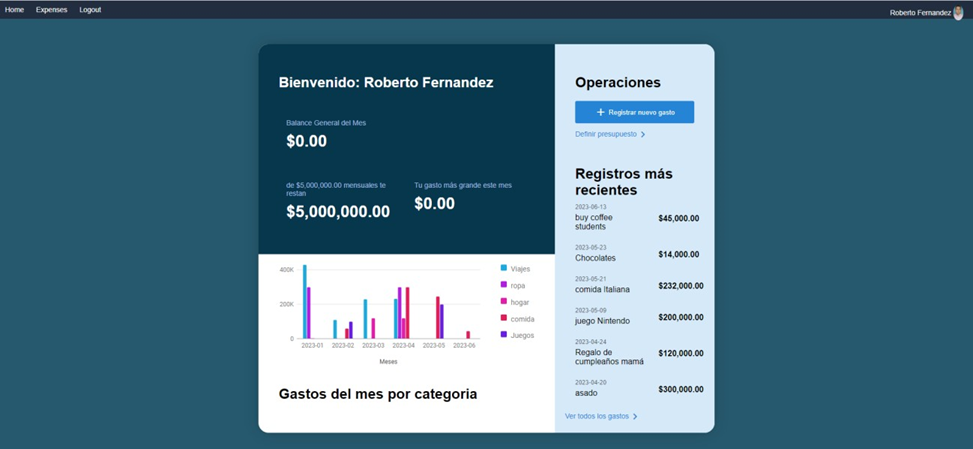 Home Expenses Logout
Roberto Fernandez
Bienvenido: Roberto Fernandez
Balance General del Mes
$0.00
de $5,000,000.00 mensuales te
restan
$5,000,000.00
Tu gasto más grande este mes
$0.00
400K
200K
0
2023-01 2023-02 2023-03 2023-04 2023-05 2023-06
Meses
Viajes
ropa
hogar
comida
Juegos
Gastos del mes por categoria
Operaciones
+ Registrar nuevo gasto
Definir presupuesto >
Registros más
recientes
2023-06-13
buy coffee
students
$45,000.00
2023-05-23
Chocolates
$14,000.00
2023-05-21
comida Italiana
$232,000.00
2023-05-09
juego Nintendo
$200,000.00
2023-04-24
Regalo de
cumpleaños mamá
$120,000.00
2023-04-20
asado
$300,000.00
Ver todos los gastos >